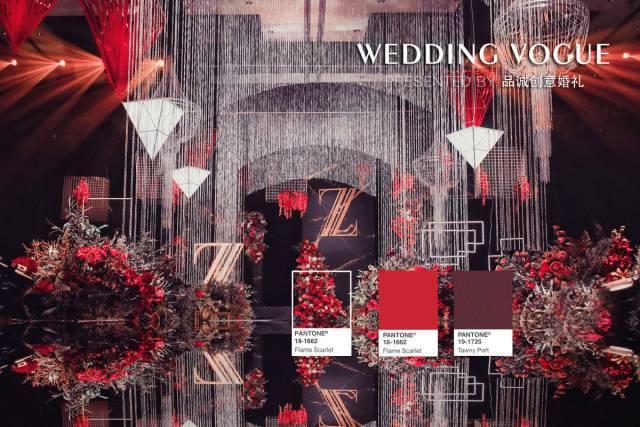 WEDDING VOGUE
PRESENTED BY 品诚创意婚礼
Z
Z
PANTONE®
18-1662
Flame Scarlet
PANTONE®
18-1662
Flame Scarlet
PANTONE®
19-1725
Tawny Port